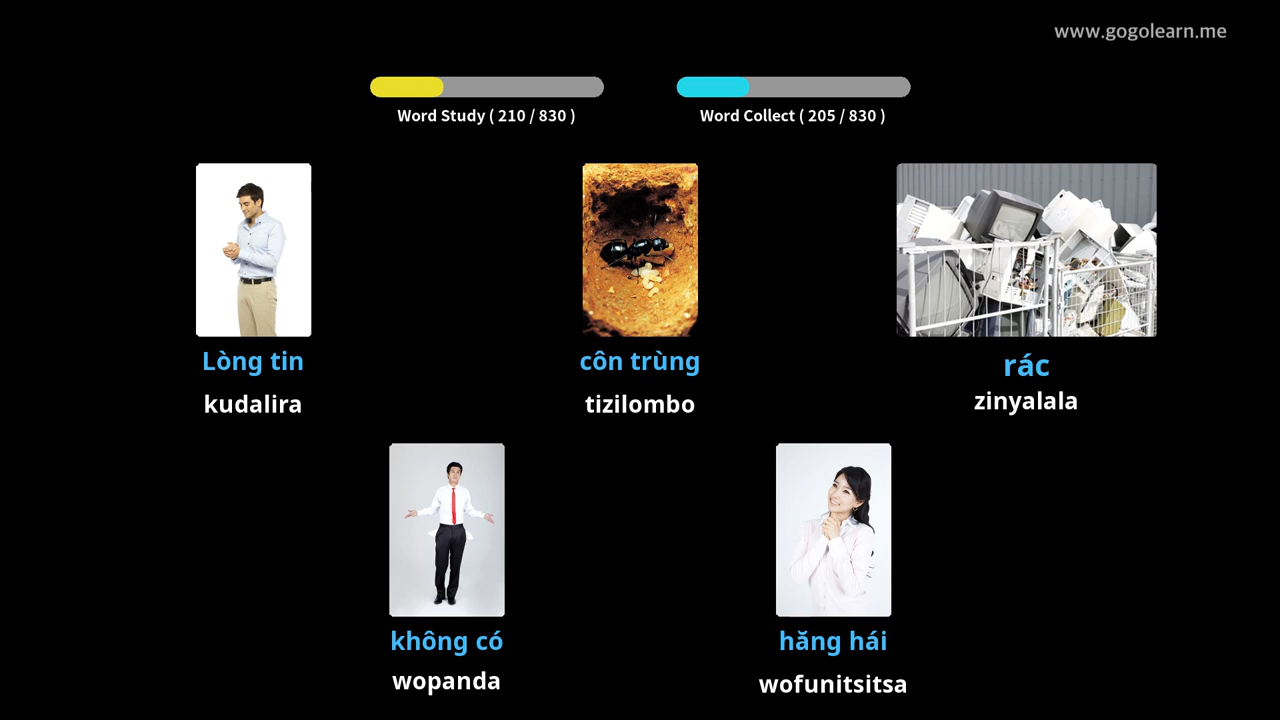 www.gogolearn.me
Word Study ( 210 / 830 )
Word Collect ( 205 / 830 )
Lòng tin
kudalira
côn trùng
tizilombo
rác
zinyalala
không có
wopanda
hăng hái
wofunitsitsa